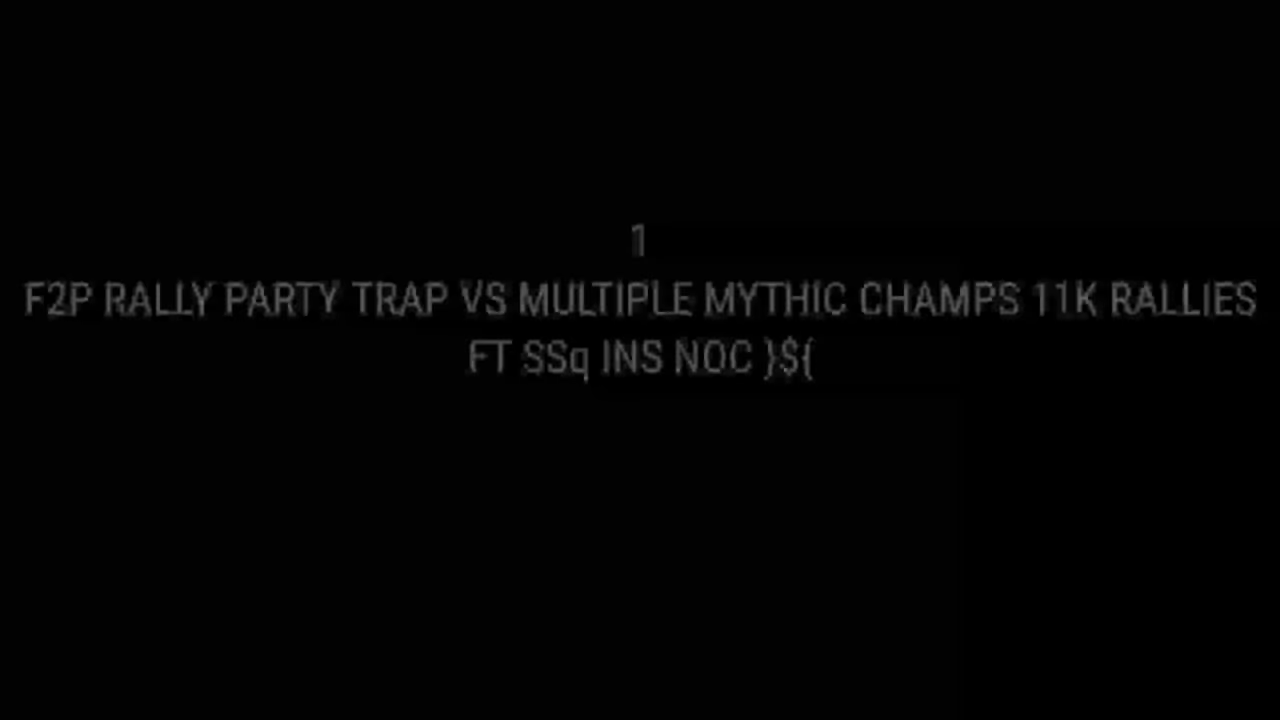 1
F2P RALLY PARTY TRAP VS MULTIPLE MYTHIC CHAMPS 11K RALLIES
FT SSq INS NOC }${